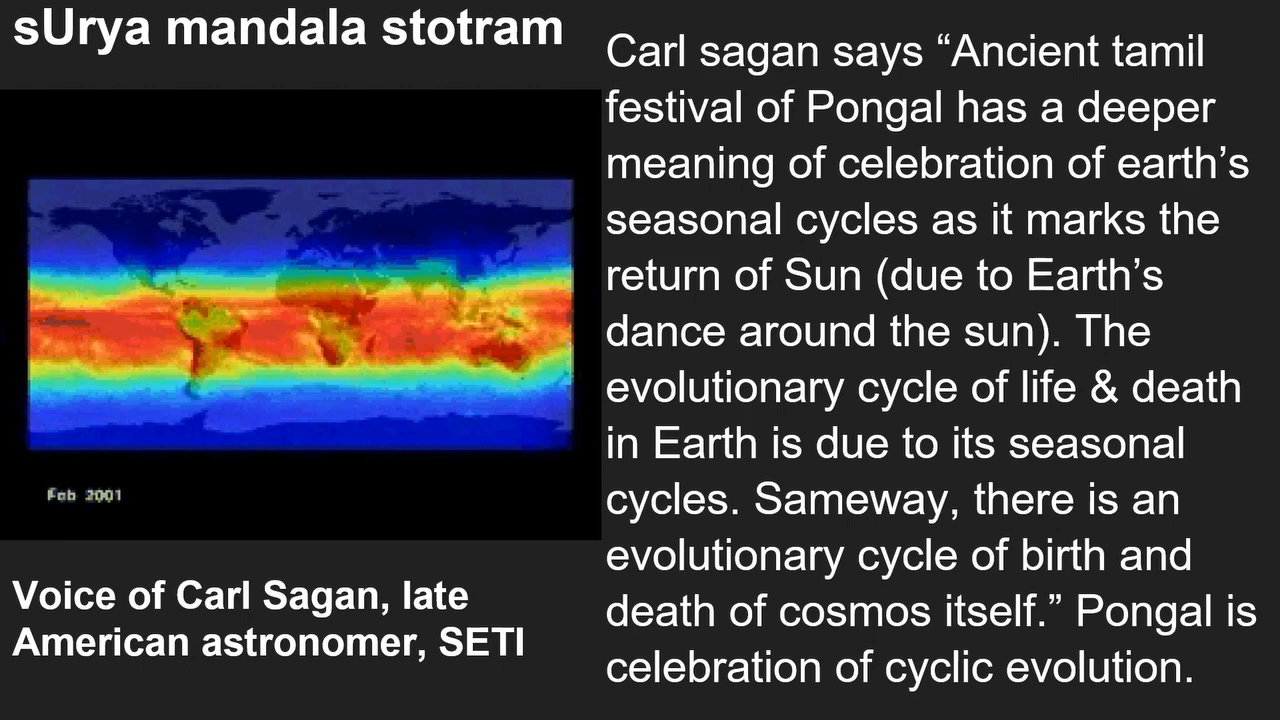 sUrya mandala stotram
Feb 2001
Voice of Carl Sagan, late
American astronomer, SETI
Carl sagan says “Ancient tamil
festival of Pongal has a deeper
meaning of celebration of earth’s
seasonal cycles as it marks the
return of Sun (due to Earth’s
dance around the sun). The
evolutionary cycle of life & death
in Earth is due to its seasonal
cycles. Sameway, there is an
evolutionary cycle of birth and
death of cosmos itself.” Pongal is
celebration of cyclic evolution.